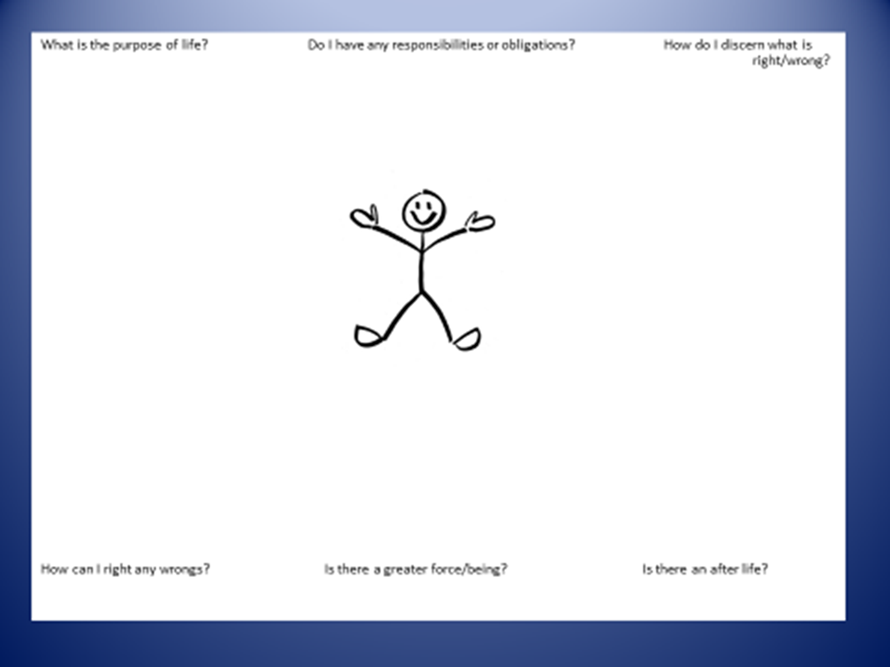 What is the purpose of life?
Do I have any responsibilities or obligations?
How do I discern what is
right/wrong?
How can I right any wrongs?
Is there a greater force/being?
Is there an after life?